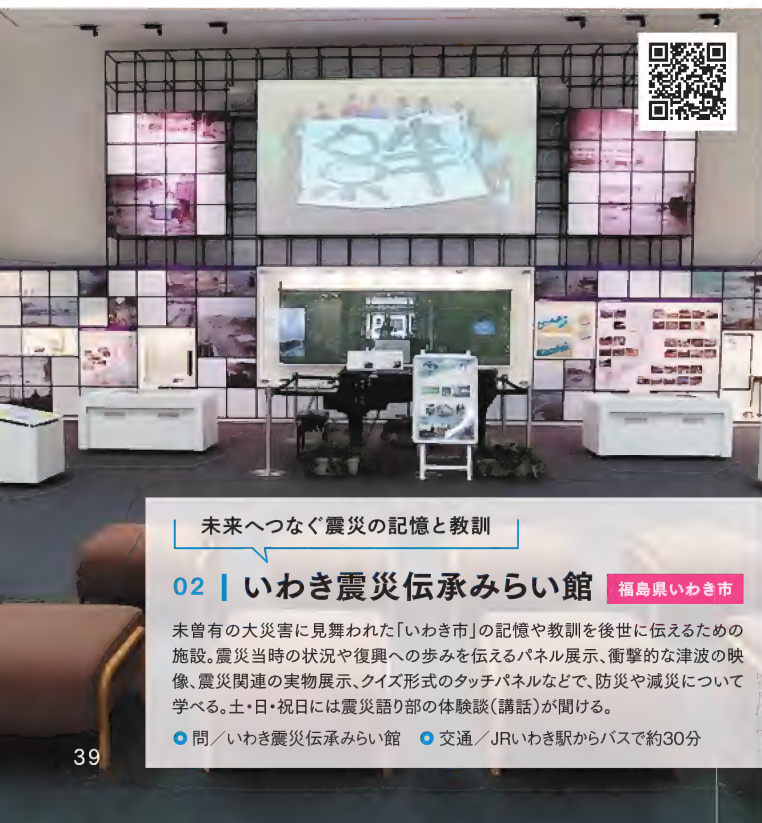 未来へつなぐ震災の記憶と教訓
02 いわき震災伝承みらい館 福島県いわき市
未曽有の大災害に見舞われた「いわき市」の記憶や教訓を後世に伝えるための
施設。震災当時の状況や復興への歩みを伝えるパネル展示、衝撃的な津波の映
像、震災関連の実物展示、クイズ形式のタッチパネルなどで、防災や減災について
学べる。土・日・祝日には震災語り部の体験談（講話）が聞ける。
問／いわき震災伝承みらい館 交通／JRいわき駅からバスで約30分
39